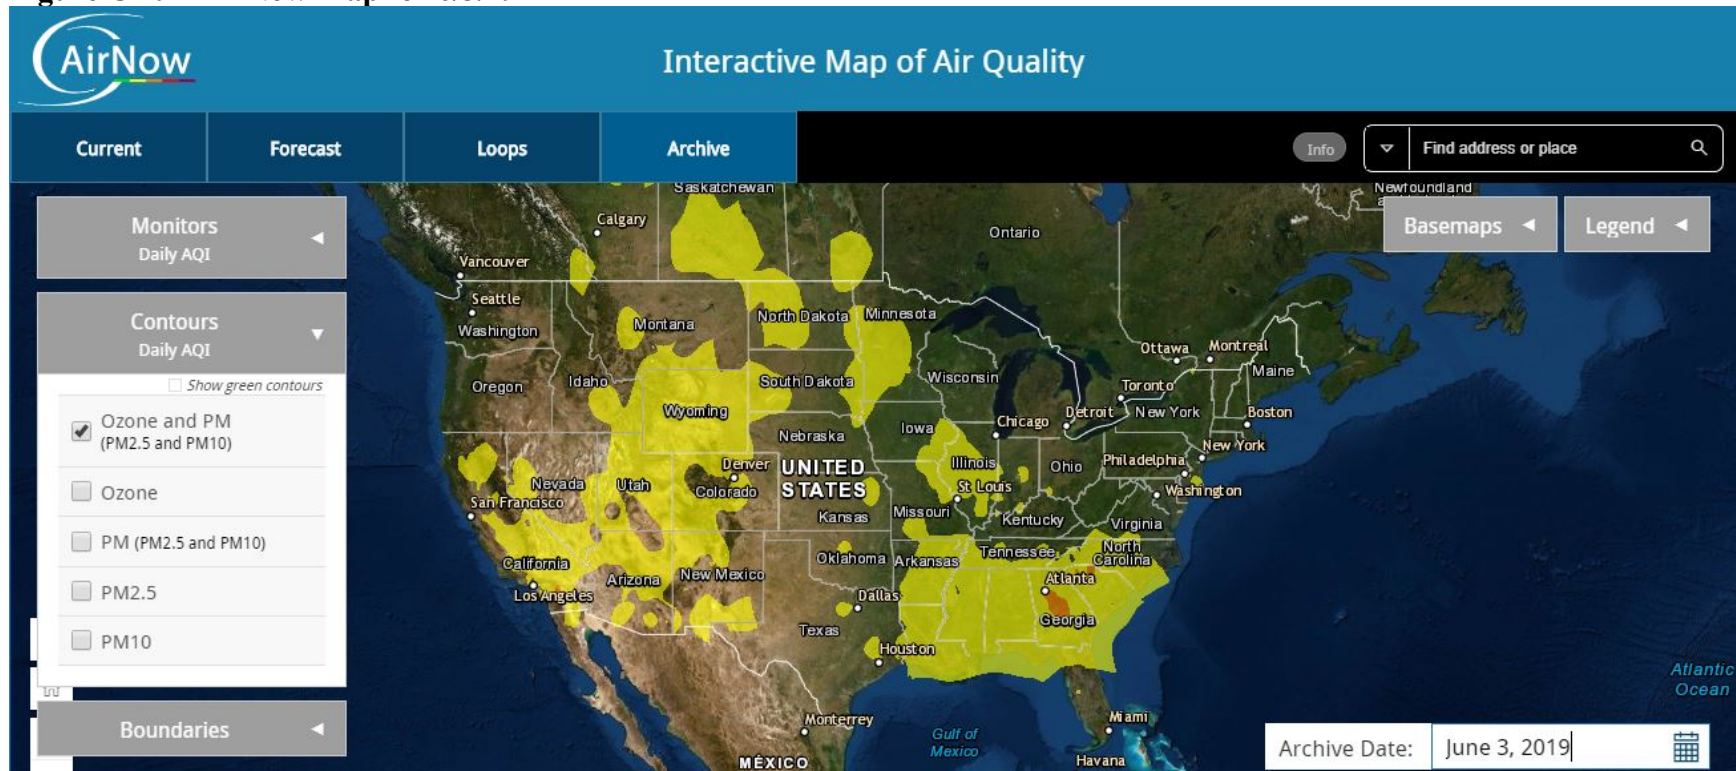 AirNow
Interactive Map of Air Quality
Current
Forecast
Loops
Archive
Info
Find address or place
Monitors
Daily AQI
Contours
Daily AQI
Show green contours
Ozone and PM
(PM2.5 and PM10)
Ozone
PM (PM2.5 and PM10)
PM2.5
PM10
Boundaries
Basemaps
Legend
Saskatchewan
Newfoundland
Calgary
Ontario
Vancouver
Seattle
Washington
Montana
North Dakota
Minnesota
Ottawa
Montreal
Maine
Oregon
Idaho
South Dakota
Wisconsin
Toronto
Wyoming
Chicago
Detroit
New York
Boston
Nebraska
Iowa
New York
Denver
UNITED
STATES
Illinois
Ohio
Philadelphia
Nevada
Utah
Colorado
St Louis
Washington
San Francisco
Kansas
Missouri
Kentucky
Virginia
California
Oklahoma
Arkansas
Tennessee
North
Carolina
Arizona
New Mexico
Atlanta
Los Angeles
Dallas
Georgia
Texas
Houston
Atlantic
Ocean
Monterrey
Gulf of
Mexico
Miami
MÉXICO
Havana
Archive Date:
June 3, 2019